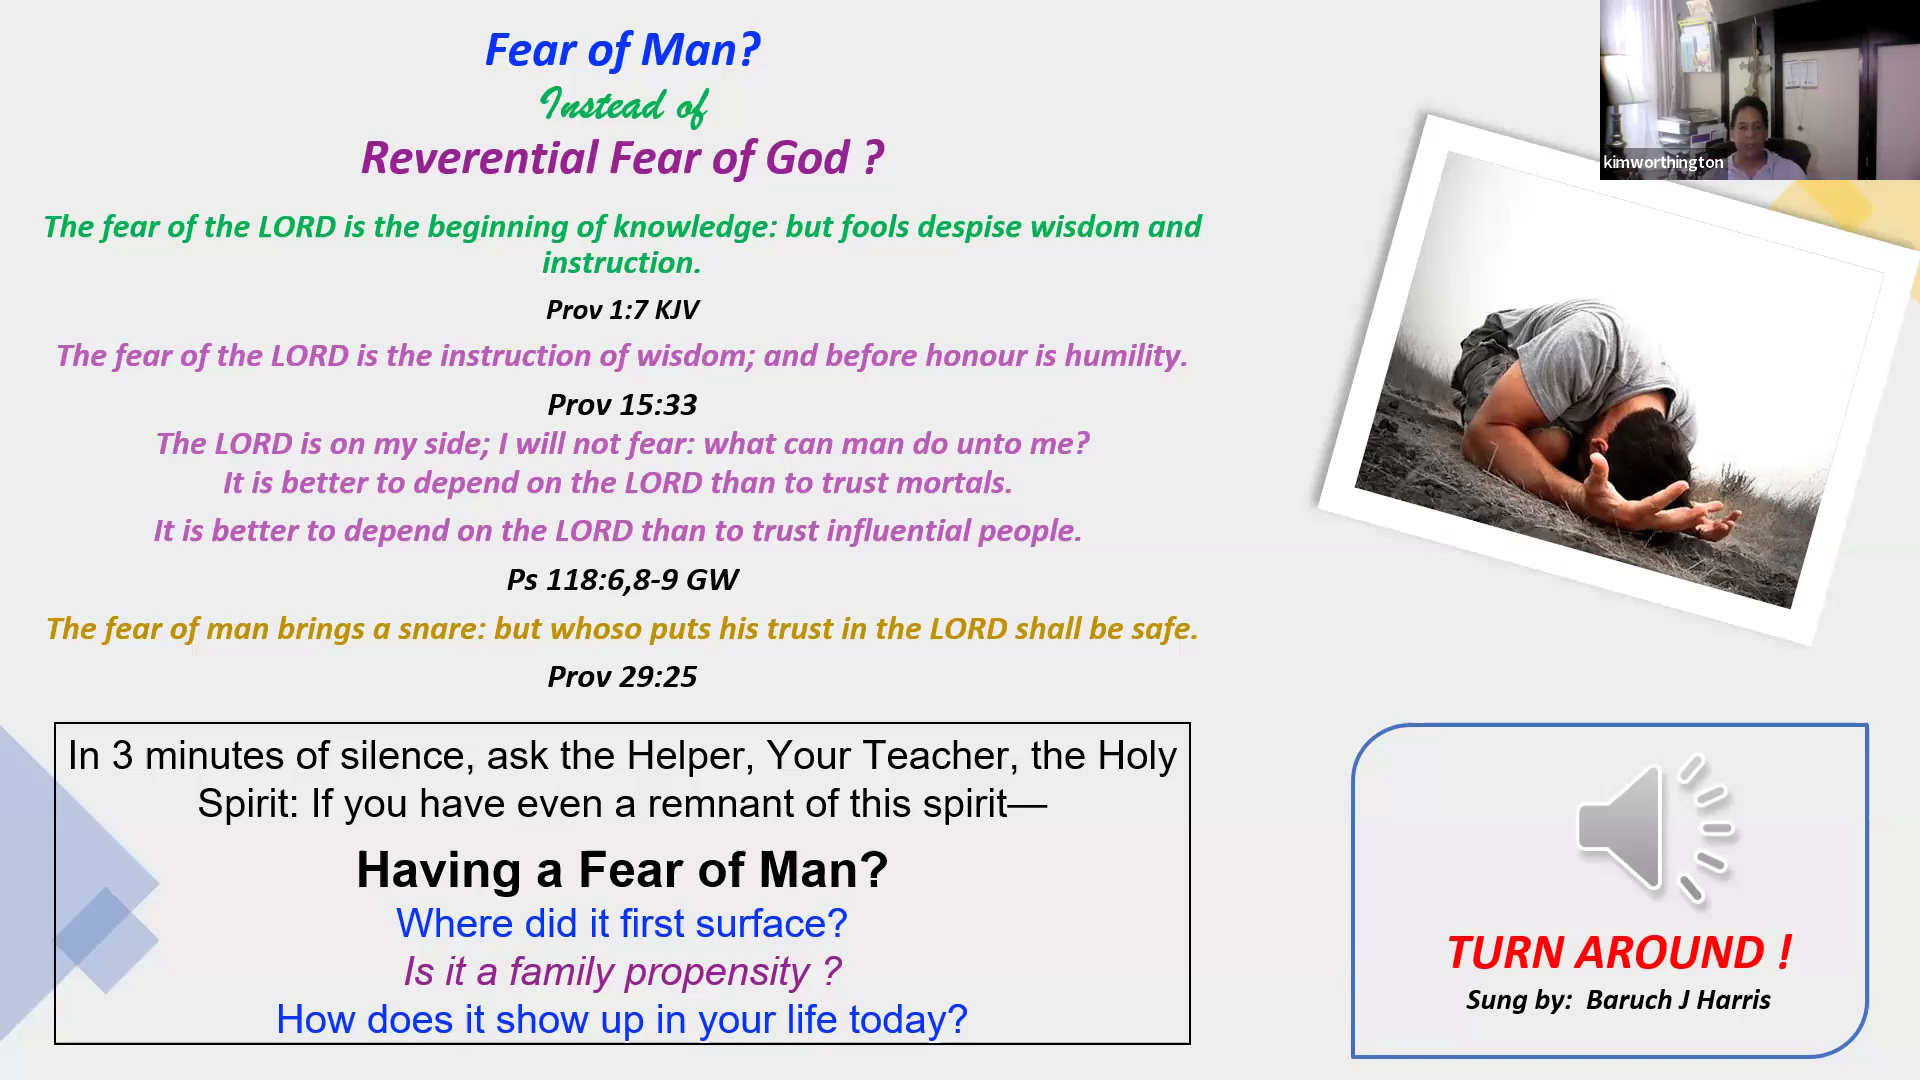 Fear of Man?
Instead of
Reverential Fear of God ?
The fear of the LORD is the beginning of knowledge: but fools despise wisdom and
instruction.
Prov 1:7 KJV
The fear of the LORD is the instruction of wisdom; and before honour is humility.
Prov 15:33
The LORD is on my side; I will not fear: what can man do unto me?
It is better to depend on the LORD than to trust mortals.
It is better to depend on the LORD than to trust influential people.
Ps 118:6,8-9 GW
The fear of man brings a snare: but whoso puts his trust in the LORD shall be safe.
Prov 29:25
In 3 minutes of silence, ask the Helper, Your Teacher, the Holy
Spirit: If you have even a remnant of this spirit—
Having a Fear of Man?
Where did it first surface?
Is it a family propensity ?
How does it show up in your life today?
kimworthington
TURN AROUND !
Sung by: Baruch J Harris